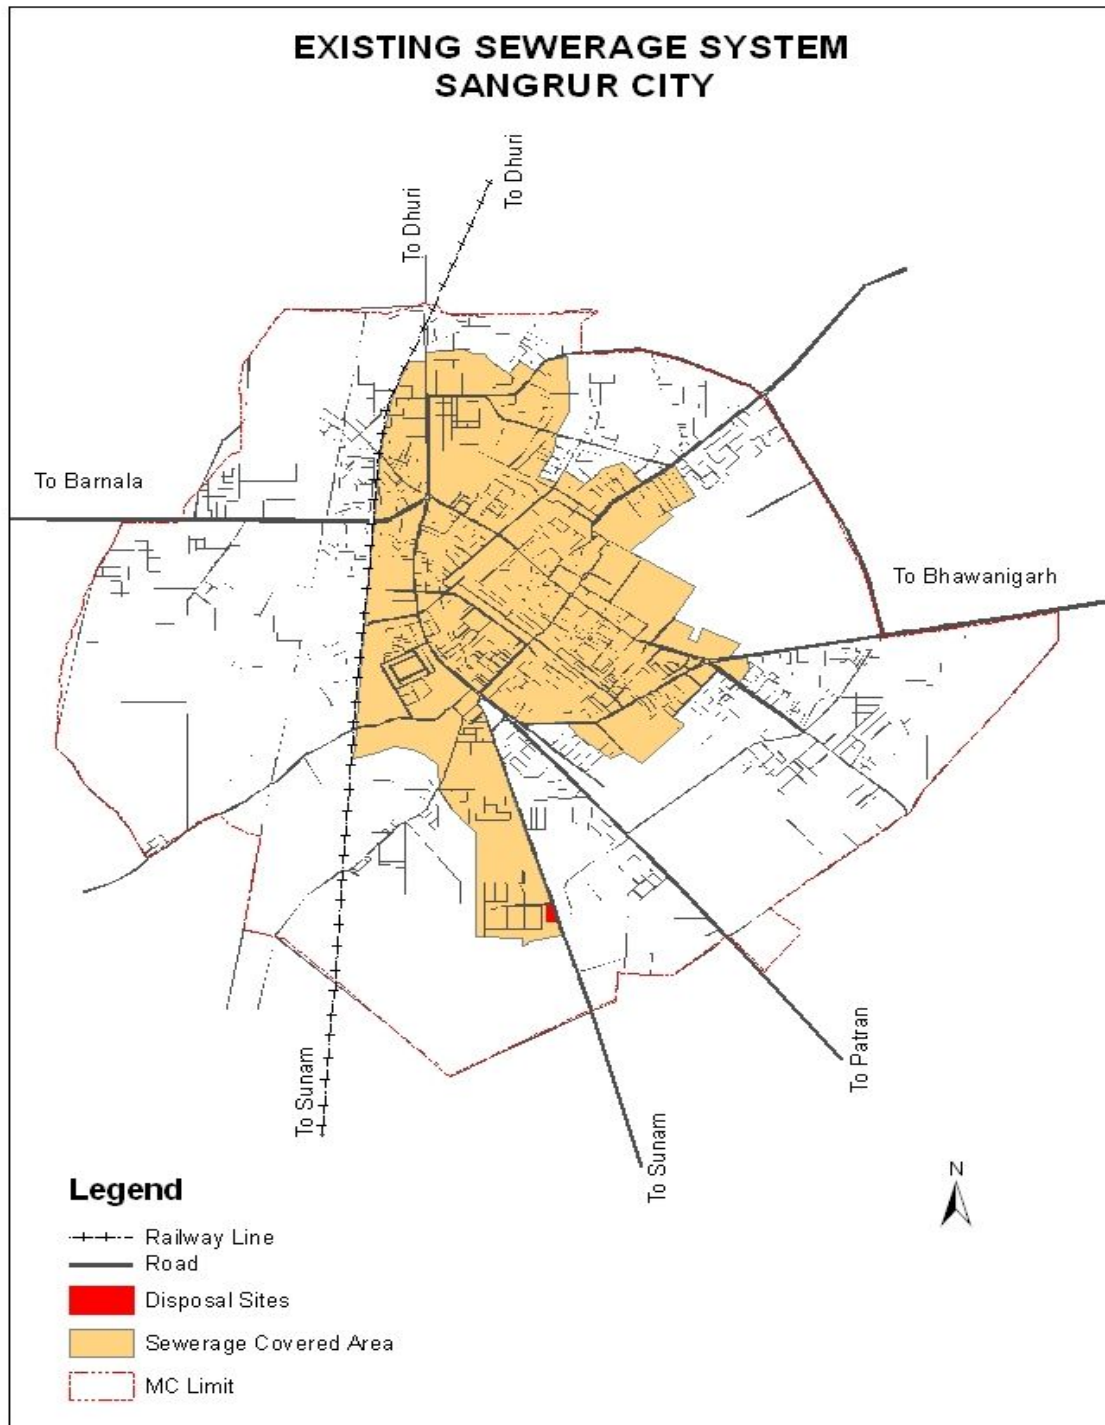 EXISTING SEWERAGE SYSTEM
SANGRUR CITY
To Dhuri
To Dhuri
To Barnala
To Bhawanigarh
To Patran
To Sunam
To Sunam
N
Legend
Railway Line
Road
Disposal Sites
Sewerage Covered Area
MC Limit